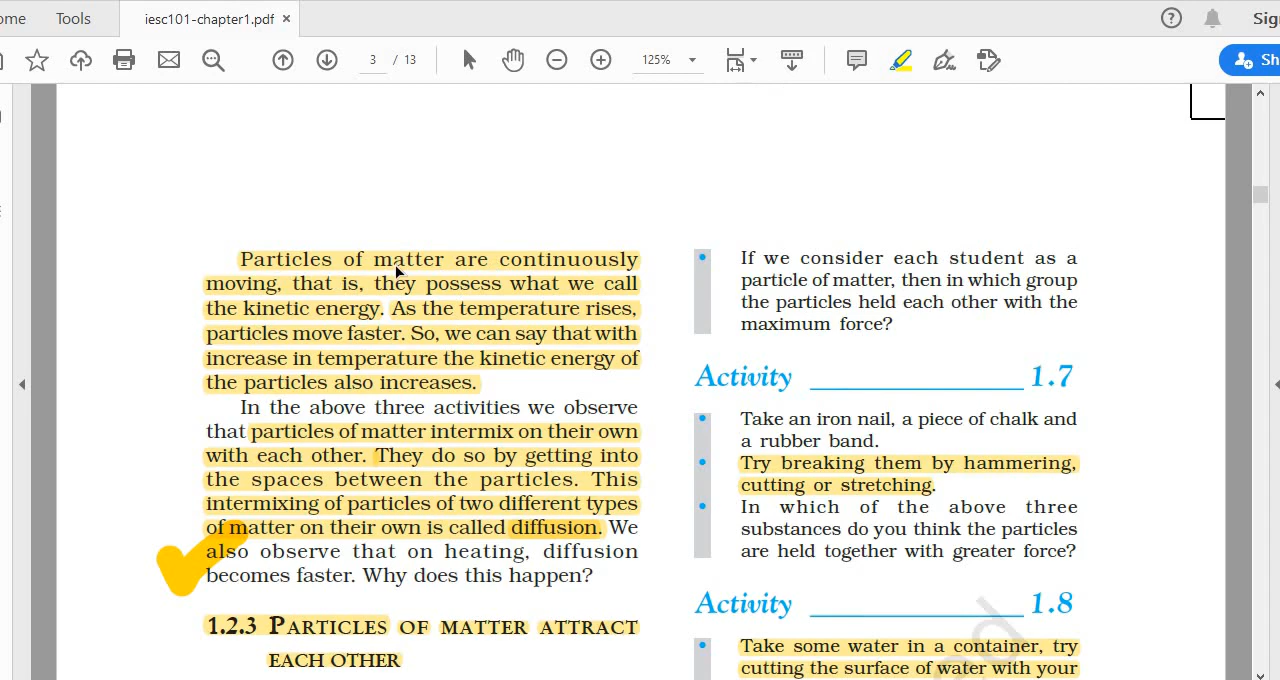 ome
Tools
iesc101-chapter1.pdf
×
?
Sig
3 / 13
125%
Sh
Particles of matter are continuously
moving, that is, they possess what we call
the kinetic energy. As the temperature rises,
particles move faster. So, we can say that with
increase in temperature the kinetic energy of
the particles also increases.
In the above three activities we observe
that particles of matter intermix on their own
with each other. They do so by getting into
the spaces between the particles. This
intermixing of particles of two different types
of matter on their own is called diffusion. We
also observe that on heating, diffusion
becomes faster. Why does this happen?
1.2.3 PARTICLES OF MATTER ATTRACT
EACH OTHER
• If we consider each student as a
particle of matter, then in which group
the particles held each other with the
maximum force?
Activity ______________ 1.7
• Take an iron nail, a piece of chalk and
a rubber band.
• Try breaking them by hammering,
cutting or stretching.
• In which of the above three
substances do you think the particles
are held together with greater force?
Activity ______________ 1.8
• Take some water in a container, try
cutting the surface of water with your